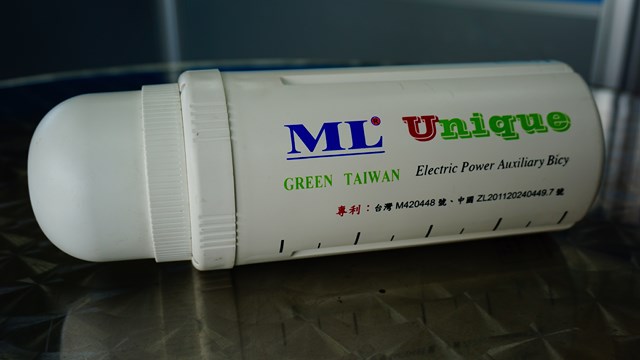 ML® Unique
GREEN TAIWAN Electric Power Auxiliary Bicy
專利：台灣 M420448 號、中國 ZL201120240449.7 號